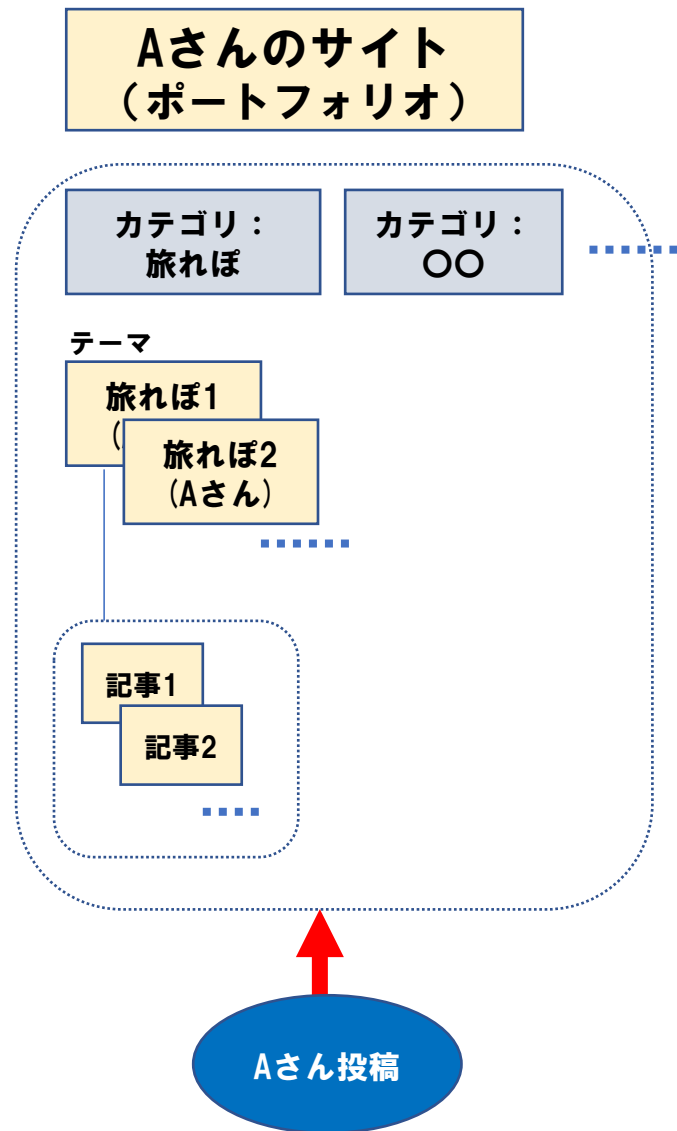 Aさんのサイト
（ポートフォリオ）
カテゴリ：
旅れぽ
カテゴリ：
〇〇
テーマ
旅れぽ1
(
旅れぽ2
(Aさん)
記事1
記事2
Aさん投稿